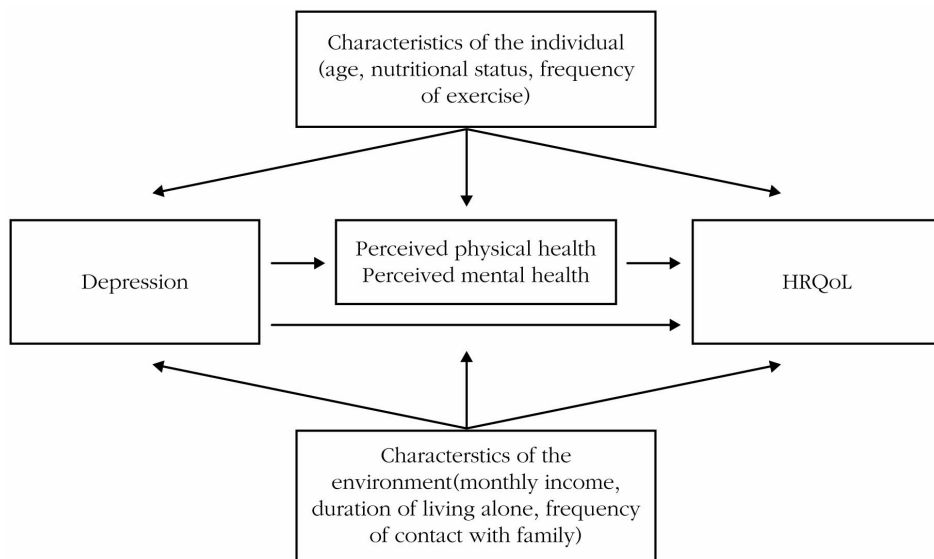 Characteristics of the individual
(age, nutritional status, frequency
of exercise)
Depression
Perceived physical health
Perceived mental health
HRQoL
Characterstics of the
environment(monthly income,
duration of living alone, frequency
of contact with family)